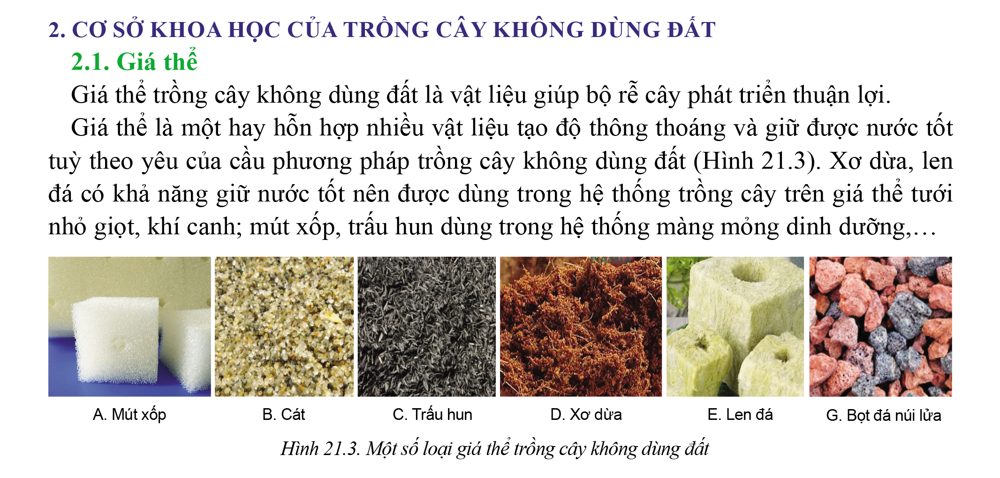 2. CƠ SỞ KHOA HỌC CỦA TRỒNG CÂY KHÔNG DÙNG ĐẤT
2.1. Giá thể
Giá thể trồng cây không dùng đất là vật liệu giúp bộ rễ cây phát triển thuận lợi.
Giá thể là một hay hỗn hợp nhiều vật liệu tạo độ thông thoáng và giữ được nước tốt
tuỳ theo yêu của cầu phương pháp trồng cây không dùng đất (Hình 21.3). Xơ dừa, len
đá có khả năng giữ nước tốt nên được dùng trong hệ thống trồng cây trên giá thể tưới
nhỏ giọt, khí canh; mút xốp, trấu hun dùng trong hệ thống màng mỏng dinh dưỡng,…
A. Mút xốp
B. Cát
C. Trấu hun
D. Xơ dừa
E. Len đá
G. Bọt đá núi lửa
Hình 21.3. Một số loại giá thể trồng cây không dùng đất